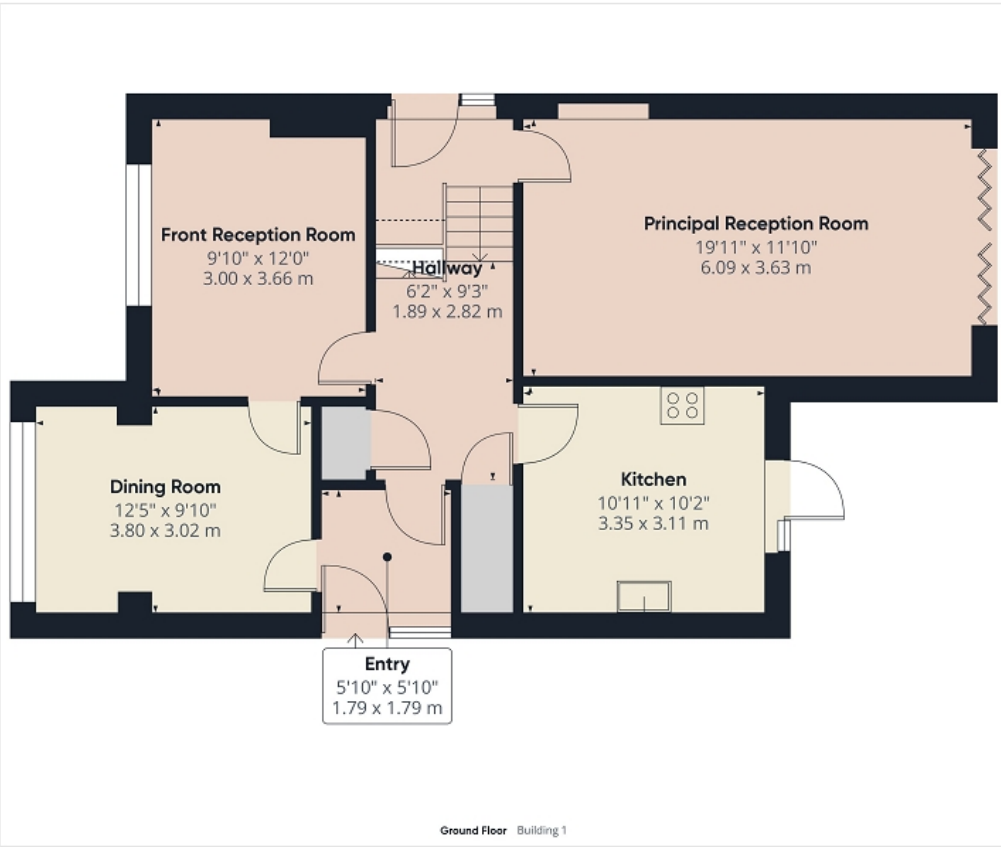 Front Reception Room
9'10" x 12'0"
3.00 x 3.66 m
Principal Reception Room
19'11" x 11'10"
6.09 x 3.63 m
Hallway
6'2" x 9'3"
1.89 x 2.82 m
Dining Room
12'5" x 9'10"
3.80 x 3.02 m
Kitchen
10'11" x 10'2"
3.35 x 3.11 m
Entry
5'10" x 5'10"
1.79 x 1.79 m
Ground Floor Building 1